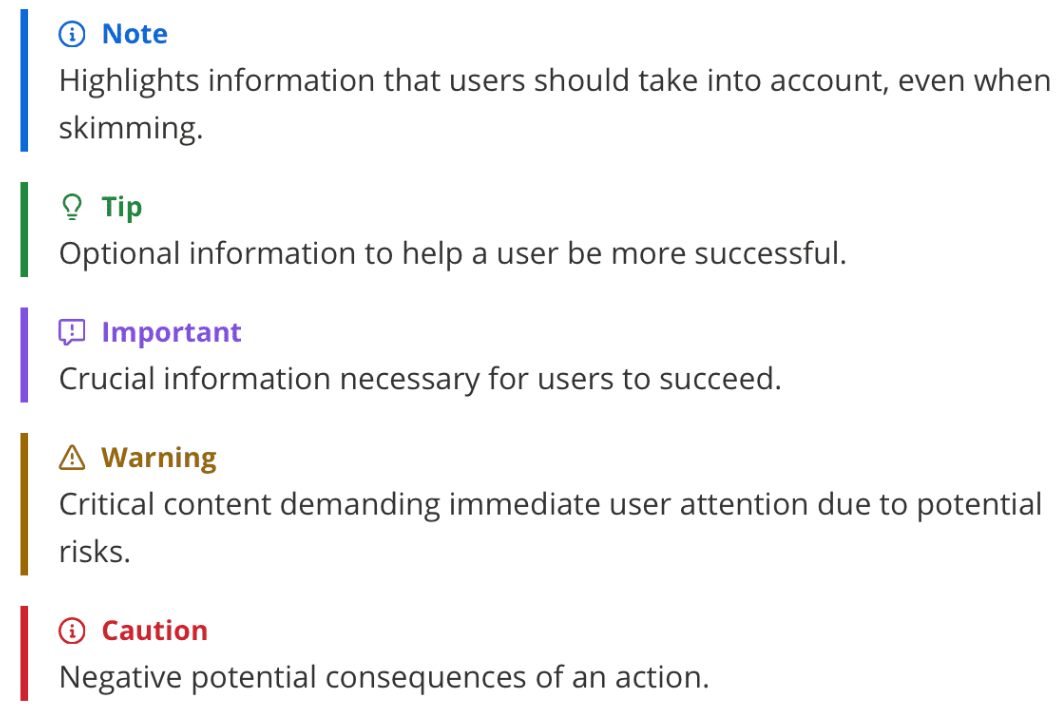 Note
Highlights information that users should take into account, even when
skimming.
Tip
Optional information to help a user be more successful.
Important
Crucial information necessary for users to succeed.
Warning
Critical content demanding immediate user attention due to potential
risks.
Caution
Negative potential consequences of an action.